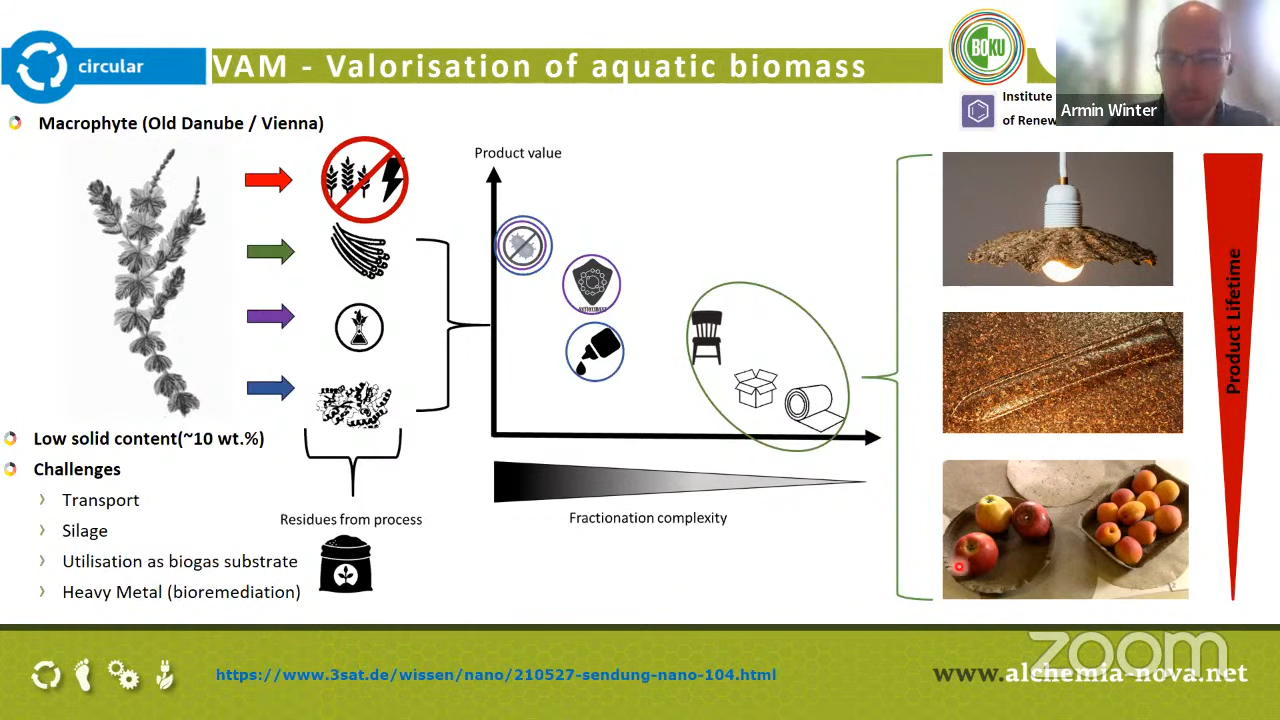 circular
VAM - Valorisation of aquatic biomass
BOKU
Institute
of Renew
Armin Winter
Macrophyte (Old Danube / Vienna)
Product value
Product Lifetime
Low solid content(~10 wt.%)
Challenges
Transport
Silage
Utilisation as biogas substrate
Heavy Metal (bioremediation)
Residues from process
Fractionation complexity
https://www.3sat.de/wissen/nano/210527-sendung-nano-104.html
www.alchemia-nova.net
zoom